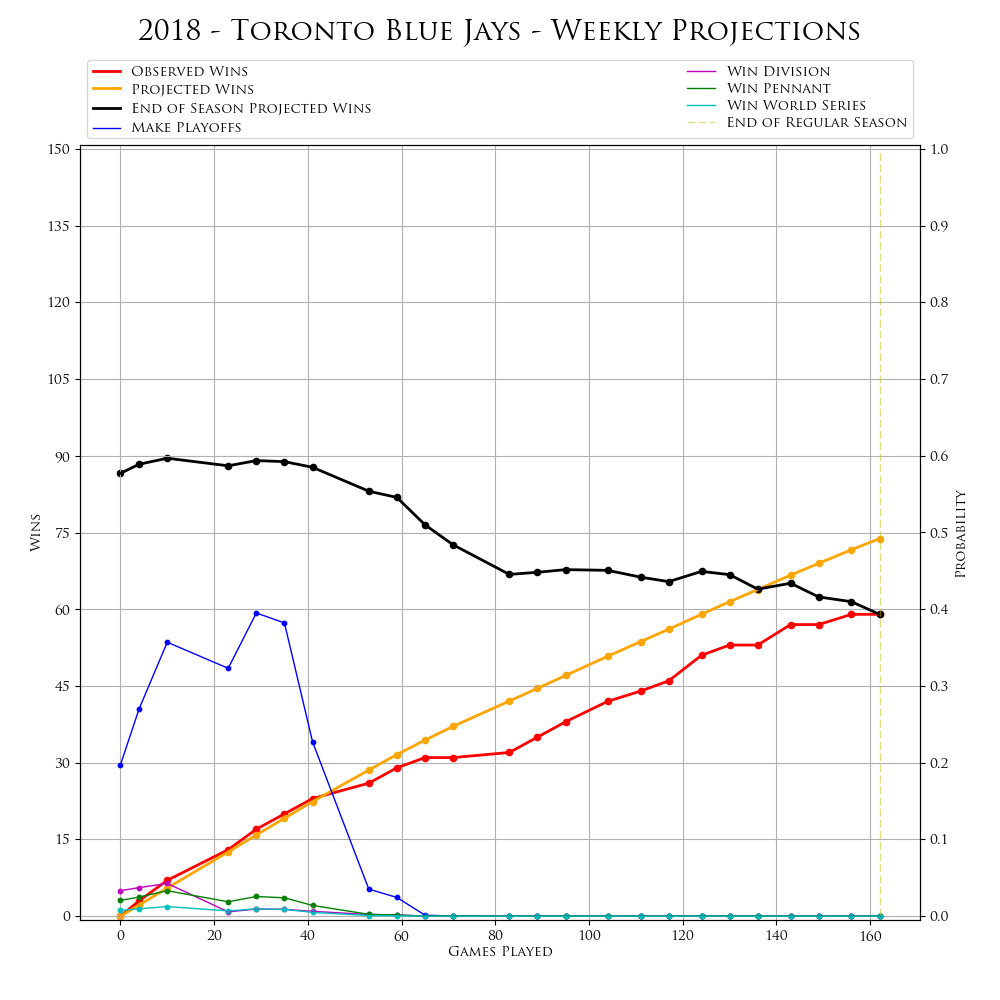 2018 - Toronto Blue Jays - Weekly Projections
Observed Wins
Projected Wins
End of Season Projected Wins
Make Playoffs
Win Division
Win Pennant
Win World Series
End of Regular Season
150
135
120
105
90
75
60
45
30
15
0
Wins
1.0
0.9
0.8
0.7
0.6
0.5
0.4
0.3
0.2
0.1
0.0
Probability
0 20 40 60 80 100 120 140 160
Games Played